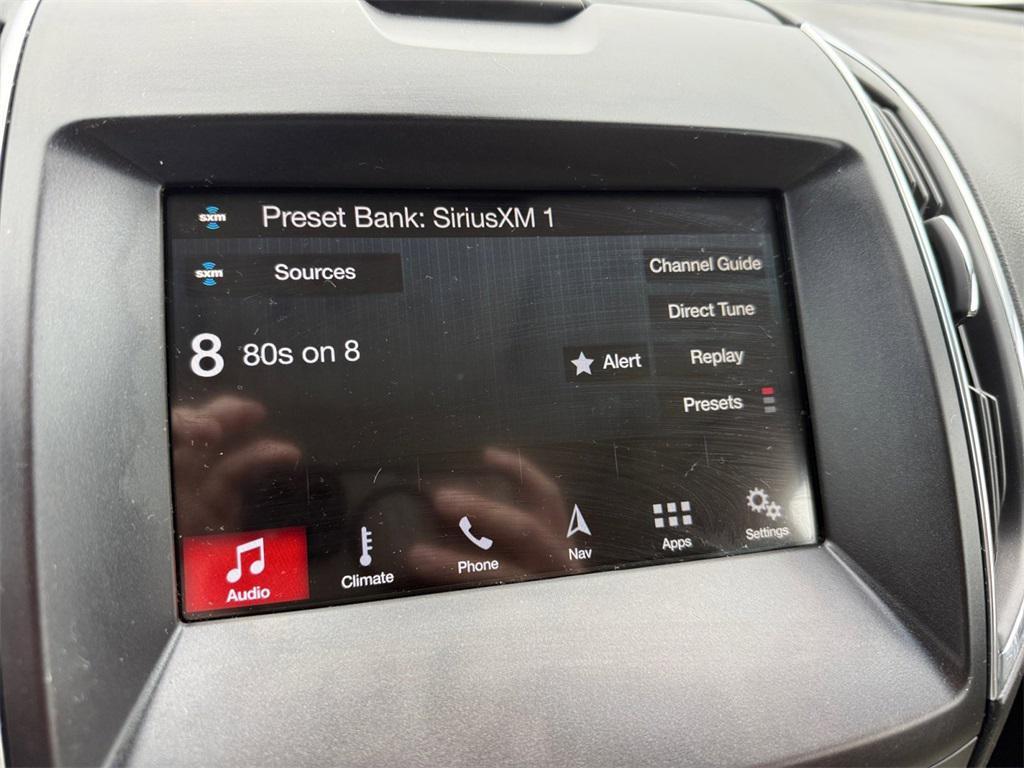 sxm Preset Bank: SiriusXM 1
sxm Sources
Channel Guide
Direct Tune
8 80s on 8
Alert
Replay
Presets
Audio
Climate
Phone
Nav
Apps
Settings